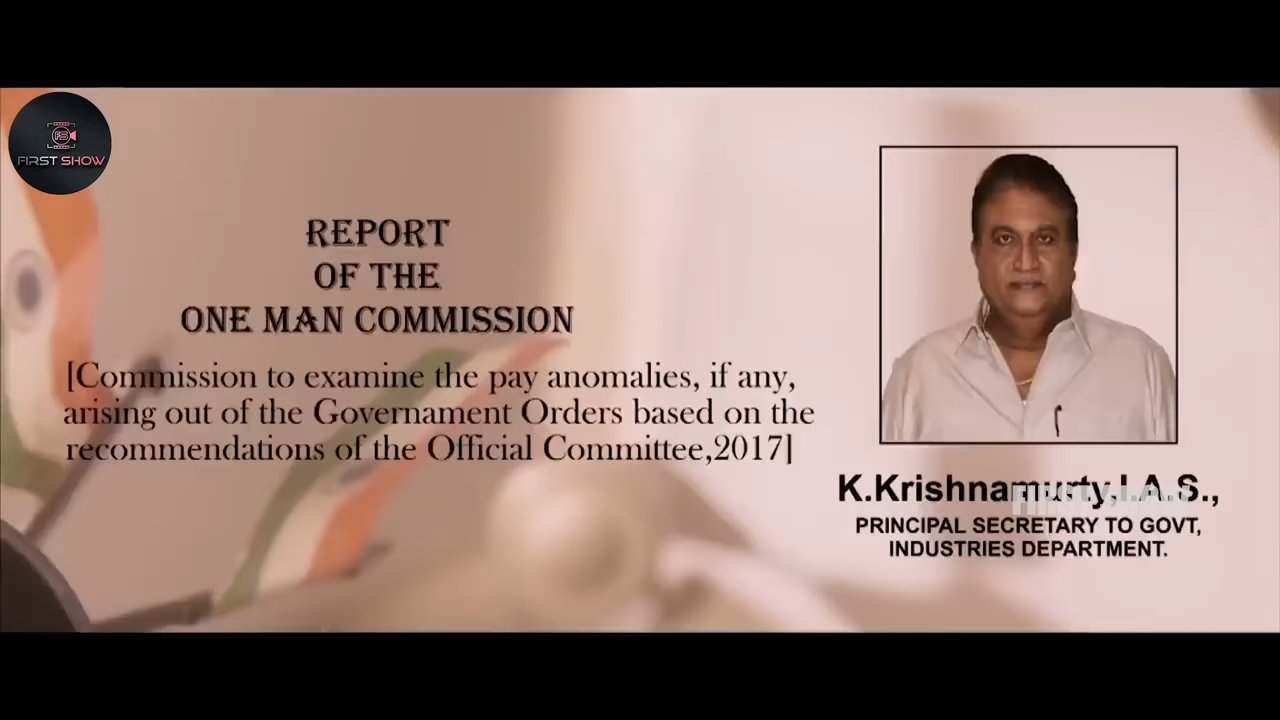 FIRST SHOW
REPORT
OF THE
ONE MAN COMMISSION
[Commission to examine the pay anomalies, if any,
arising out of the Governament Orders based on the
recommendations of the Official Committee,2017]
K.Krishnamurty,I.A.S.,
PRINCIPAL SECRETARY TO GOVT,
INDUSTRIES DEPARTMENT.